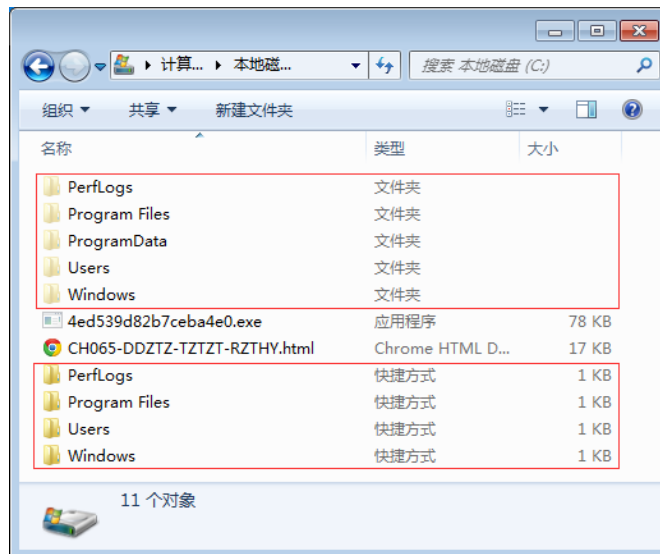 计算... 本地磁... 搜索 本地磁盘 (C:)
组织 共享 新建文件夹
名称 类型 大小
PerfLogs 文件夹
Program Files 文件夹
ProgramData 文件夹
Users 文件夹
Windows 文件夹
4ed539d82b7ceba4e0.exe 应用程序 78 KB
CH065-DDZTZ-TZTZT-RZTHY.html Chrome HTML D... 17 KB
PerfLogs 快捷方式 1 KB
Program Files 快捷方式 1 KB
Users 快捷方式 1 KB
Windows 快捷方式 1 KB
11 个对象